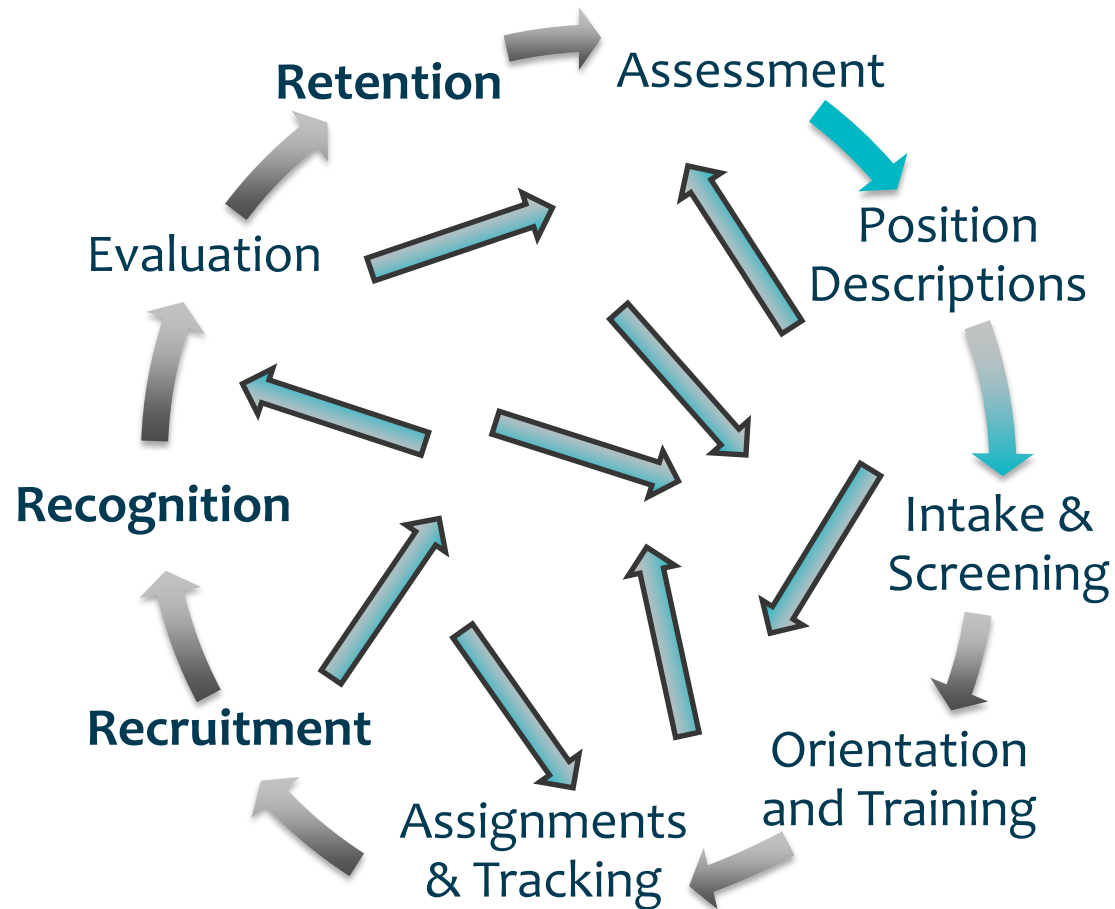 Retention
Assessment
Position
Descriptions
Intake &
Screening
Orientation
and Training
Assignments
& Tracking
Recruitment
Recognition
Evaluation